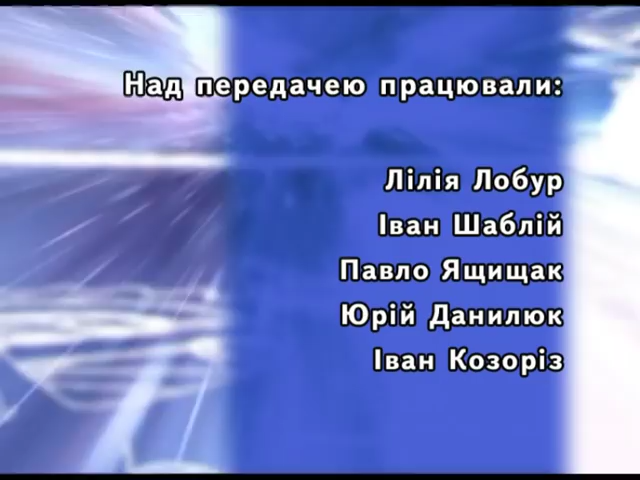 Над передачею працювали:
Лілія Лобур
Іван Шаблій
Павло Ящищак
Юрій Данилюк
Іван Козоріз